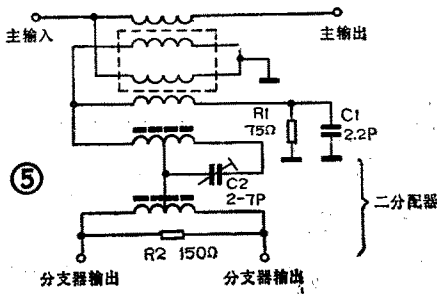 主输入
主输出
R1
75Ω
C1
2.2P
C2
2-7P
⑤
二分配器
R2 150Ω
分支器输出
分支器输出